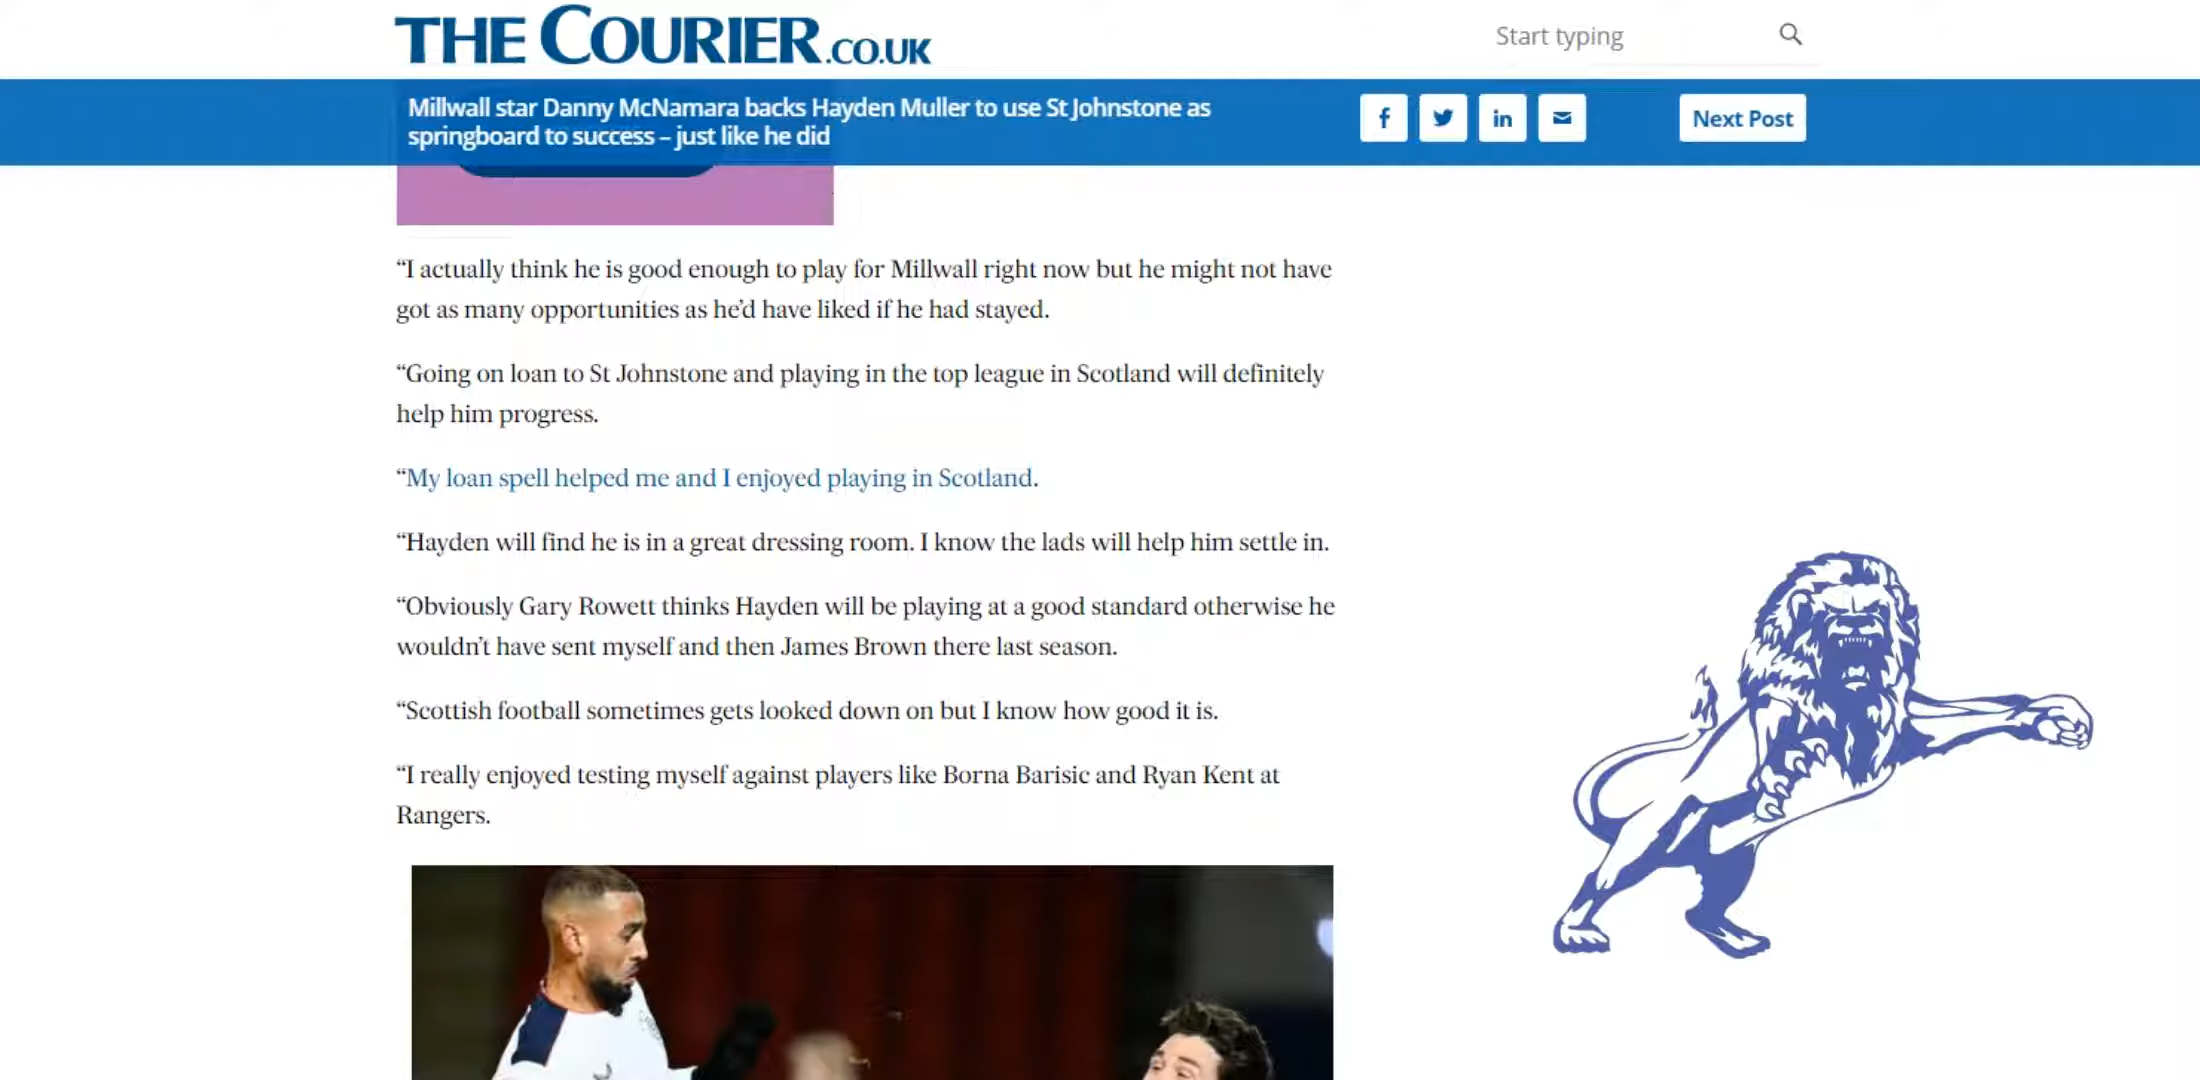 THE COURIER.CO.UK
Start typing
Millwall star Danny McNamara backs Hayden Muller to use St Johnstone as
springboard to success – just like he did
Next Post
“I actually think he is good enough to play for Millwall right now but he might not have
got as many opportunities as he’d have liked if he had stayed.
“Going on loan to St Johnstone and playing in the top league in Scotland will definitely
help him progress.
“My loan spell helped me and I enjoyed playing in Scotland.
“Hayden will find he is in a great dressing room. I know the lads will help him settle in.
“Obviously Gary Rowett thinks Hayden will be playing at a good standard otherwise he
wouldn’t have sent myself and then James Brown there last season.
“Scottish football sometimes gets looked down on but I know how good it is.
“I really enjoyed testing myself against players like Borna Barisic and Ryan Kent at
Rangers.